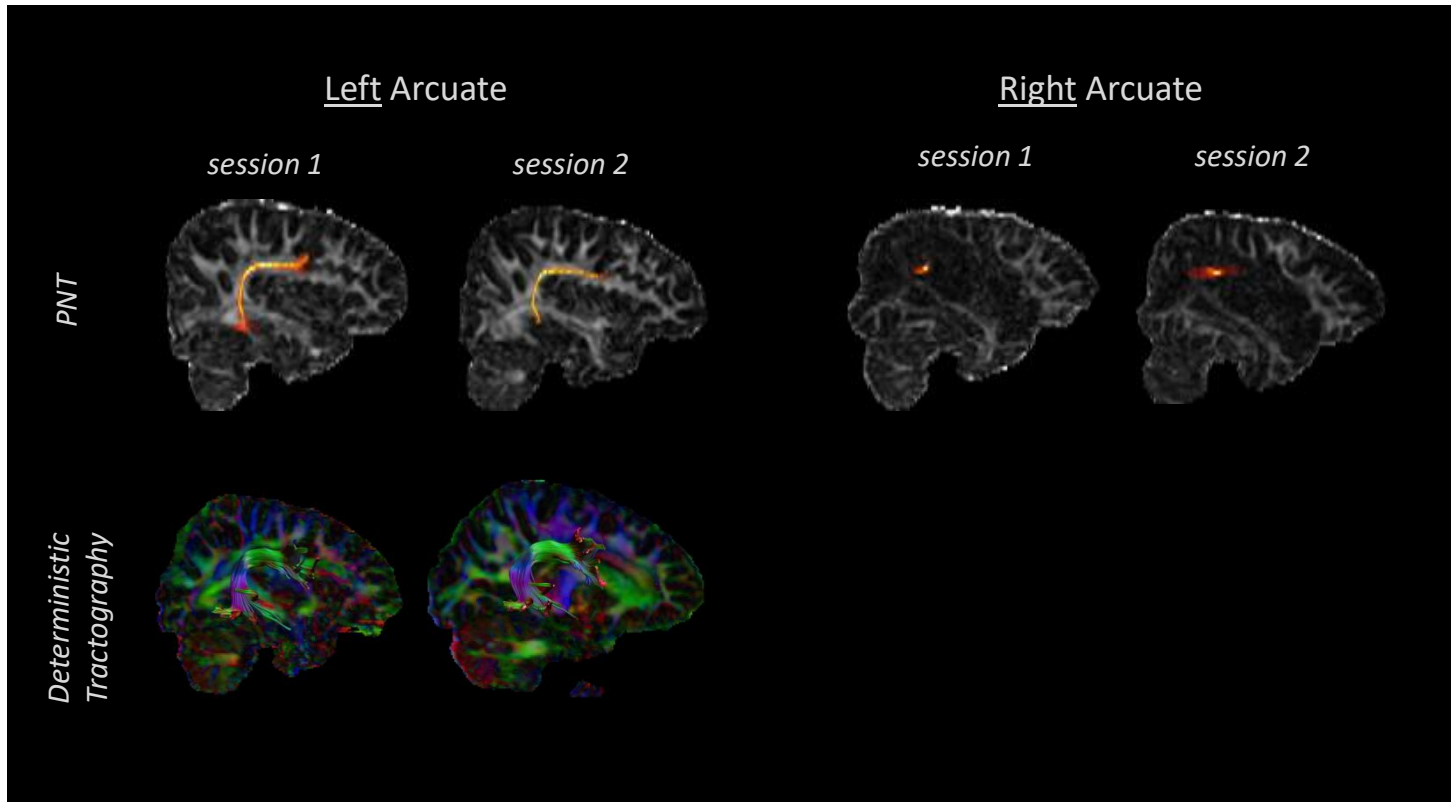 Left Arcuate
Right Arcuate
session 1
session 2
session 1
session 2
PNT
Deterministic
Tractography